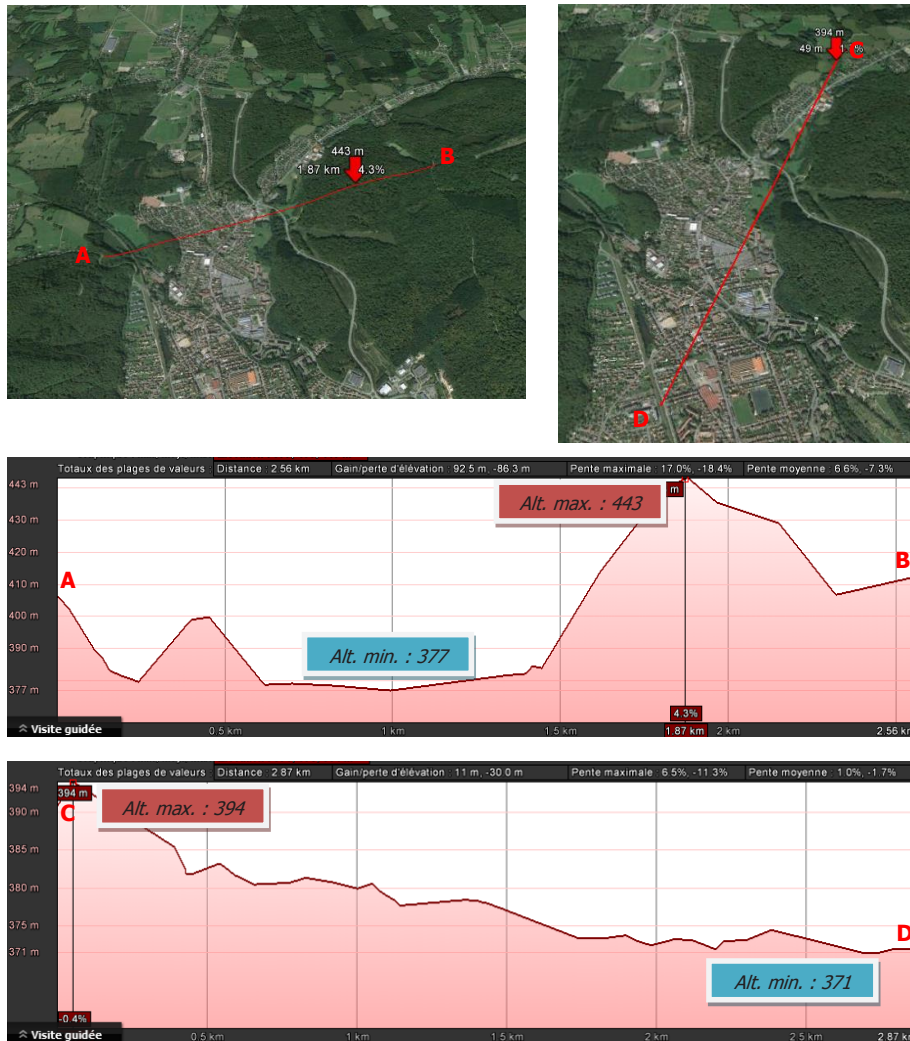 443 m
1.87 km 4.3%
B
A
394 m
49 m
C
D
Totaux des plages de valeurs Distance : 2.56 km Gain/perte d'élévation : 92.5 m, -86.3 m Pente maximale : 17.0%, -18.4% Pente moyenne : 6.6%, -7.3%
443 m
m
Alt. max. : 443
430 m
420 m
A
B
410 m
400 m
390 m
Alt. min. : 377
377 m
4.3%
Visite guidée
0.5 km 1 km 1.5 km 1.87 km 2 km 2.56 km
Totaux des plages de valeurs Distance : 2.87 km Gain/perte d'élévation : 11 m, -30.0 m Pente maximale : 6.5%, -11.3% Pente moyenne : 1.0%, -1.7%
394 m
394 m
Alt. max. : 394
C
390 m
385 m
380 m
375 m
D
371 m
Alt. min. : 371
-0.4%
Visite guidée
0.5 km 1 km 1.5 km 2 km 2.5 km 2.87 km